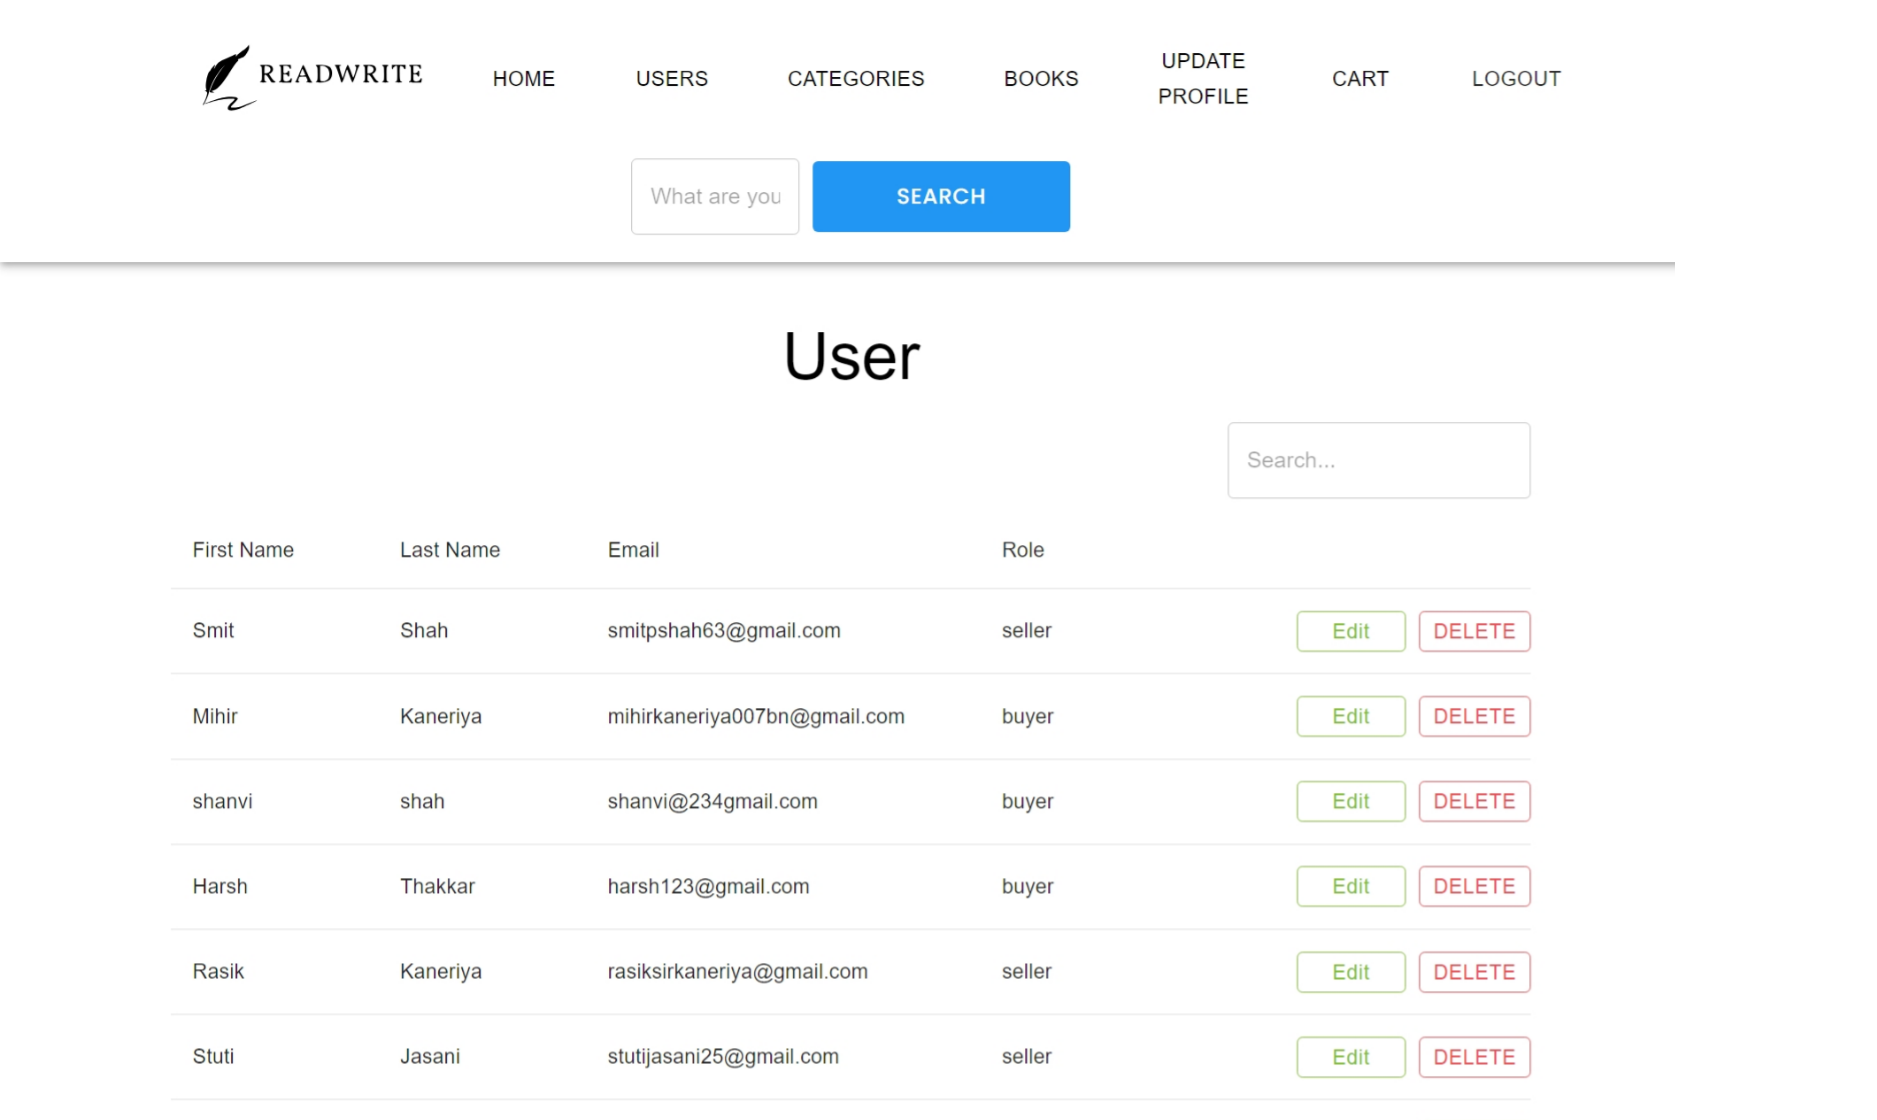 READWRITE HOME USERS CATEGORIES BOOKS UPDATE PROFILE CART LOGOUT
What are you SEARCH
User
Search...
First Name Last Name Email Role
Smit Shah smitpshah63@gmail.com seller Edit DELETE
Mihir Kaneriya mihirkaneriya007bn@gmail.com buyer Edit DELETE
shanvi shah shanvi@234gmail.com buyer Edit DELETE
Harsh Thakkar harsh123@gmail.com buyer Edit DELETE
Rasik Kaneriya rasiksirkaneriya@gmail.com seller Edit DELETE
Stuti Jasani stutijasani25@gmail.com seller Edit DELETE